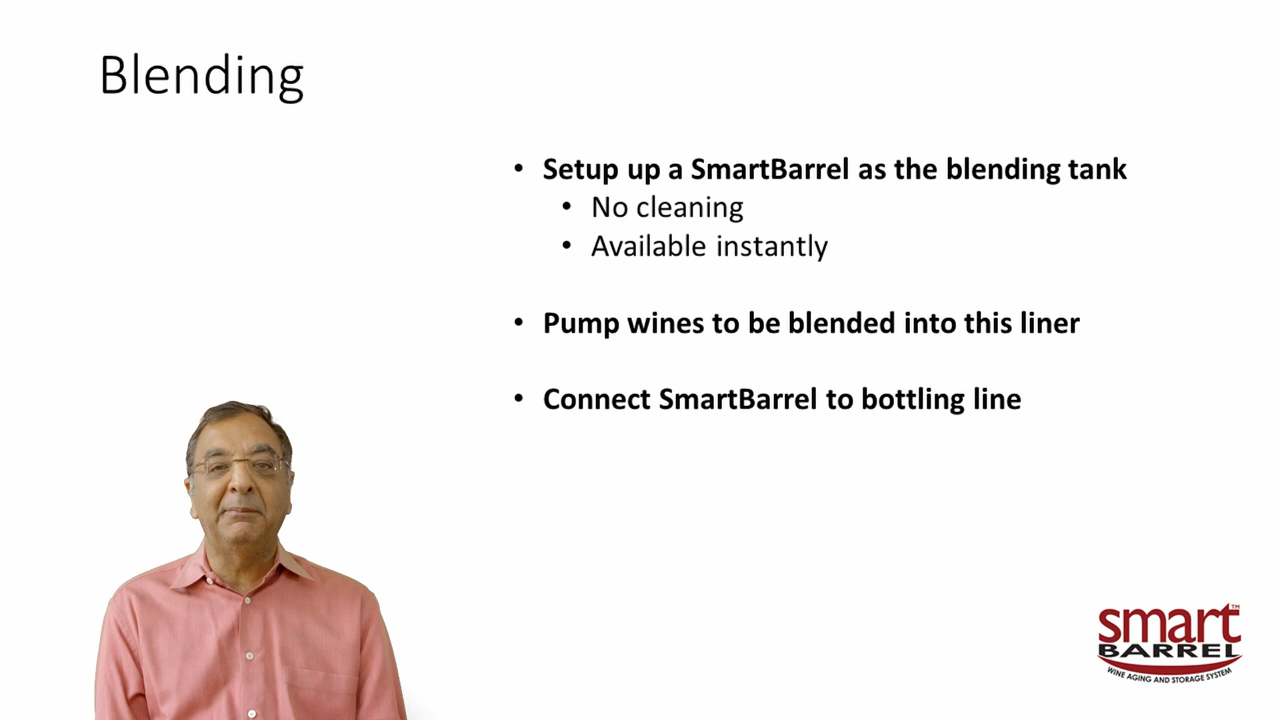 Blending
• Setup up a SmartBarrel as the blending tank
• No cleaning
• Available instantly
• Pump wines to be blended into this liner
• Connect SmartBarrel to bottling line
smart™
BARREL
WINE AGING AND STORAGE SYSTEM